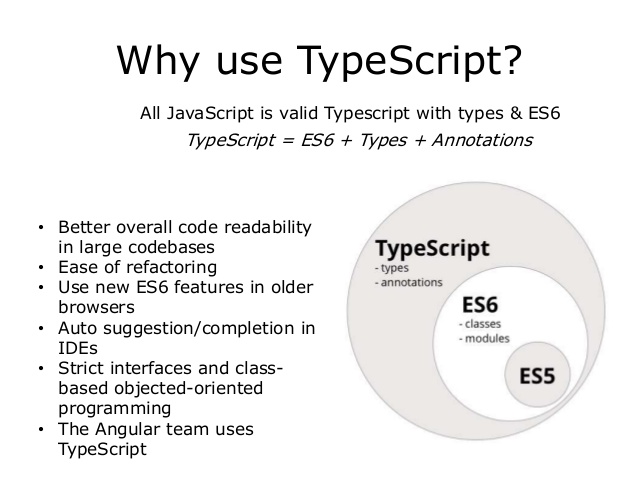 Why use TypeScript?
All JavaScript is valid Typescript with types & ES6
TypeScript = ES6 + Types + Annotations
• Better overall code readability
in large codebases
• Ease of refactoring
• Use new ES6 features in older
browsers
• Auto suggestion/completion in
IDEs
• Strict interfaces and class-
based objected-oriented
programming
• The Angular team uses
TypeScript
TypeScript
- types
- annotations
ES6
- classes
- modules
ES5